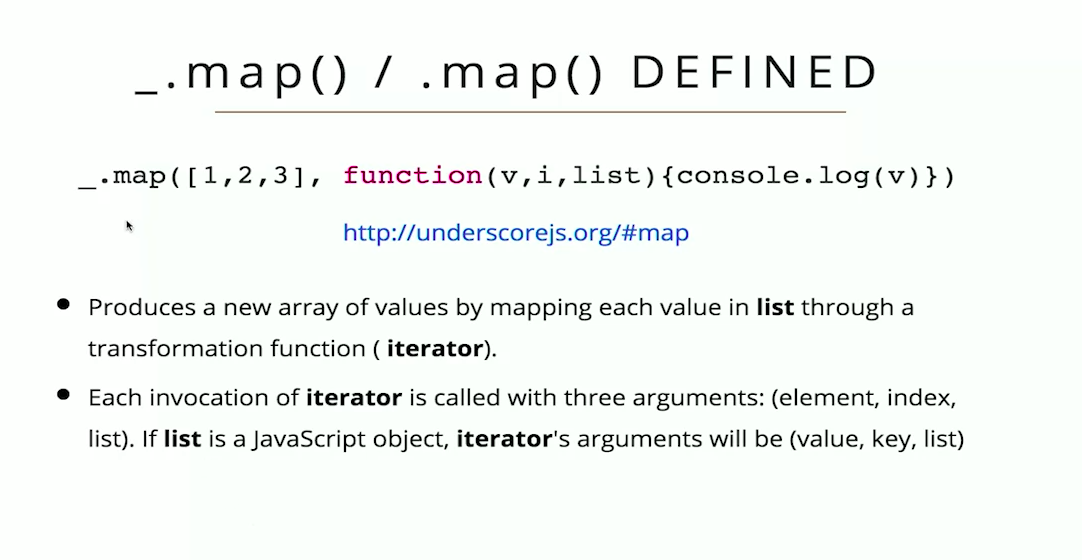 _.map() / .map() DEFINED
_.map([1,2,3], function(v,i,list){console.log(v)})
http://underscorejs.org/#map
• Produces a new array of values by mapping each value in list through a
transformation function ( iterator).
• Each invocation of iterator is called with three arguments: (element, index,
list). If list is a JavaScript object, iterator's arguments will be (value, key, list)